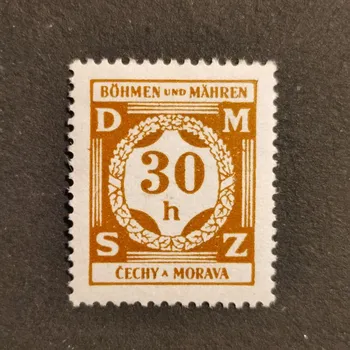 BÖHMEN UND MÄHREN
D M
30
h
S Z
ČECHY A MORAVA